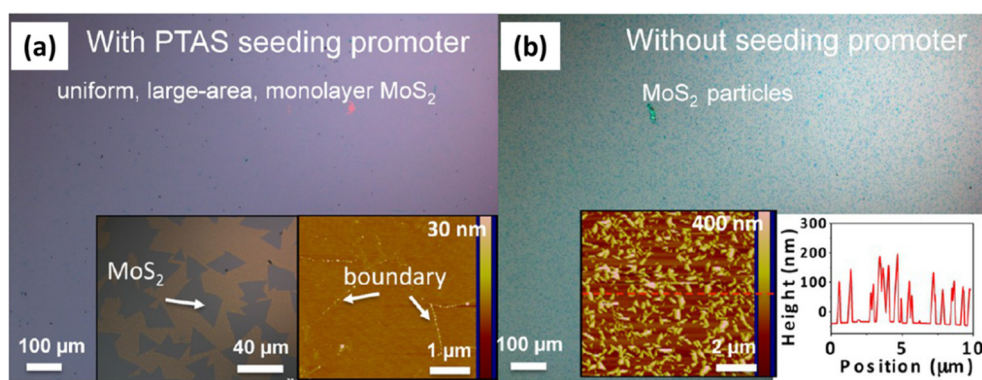 (a)
With PTAS seeding promoter
uniform, large-area, monolayer MoS₂
MoS₂
40 µm
30 nm
boundary
1 µm
100 µm
(b)
Without seeding promoter
MoS₂ particles
400 nm
2 µm
100 µm
Height (nm)
300
200
100
0
0 5 10
Position (µm)